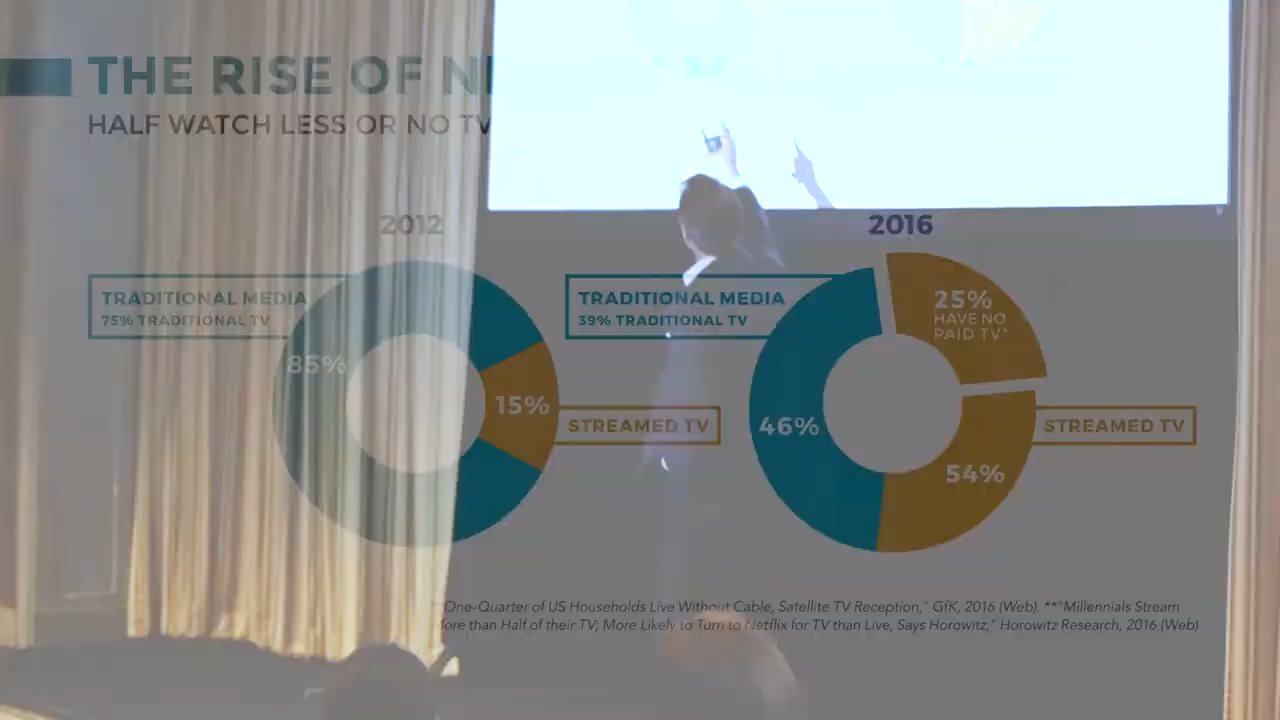 THE RISE OF
HALF WATCH LESS OR NO TV
2012
2016
TRADITIONAL MEDIA
75% TRADITIONAL TV
85%
15%
STREAMED TV
TRADITIONAL MEDIA
39% TRADITIONAL TV
25%
HAVE NO
PAID TV*
46%
STREAMED TV
54%
One-Quarter of US Households Live Without Cable, Satellite TV Reception," GfK, 2016 (Web). **"Millennials Stream
than Half of their TV; More Likely to Turn to Netflix for TV than Live, Says Horowitz," Horowitz Research, 2016 (Web)